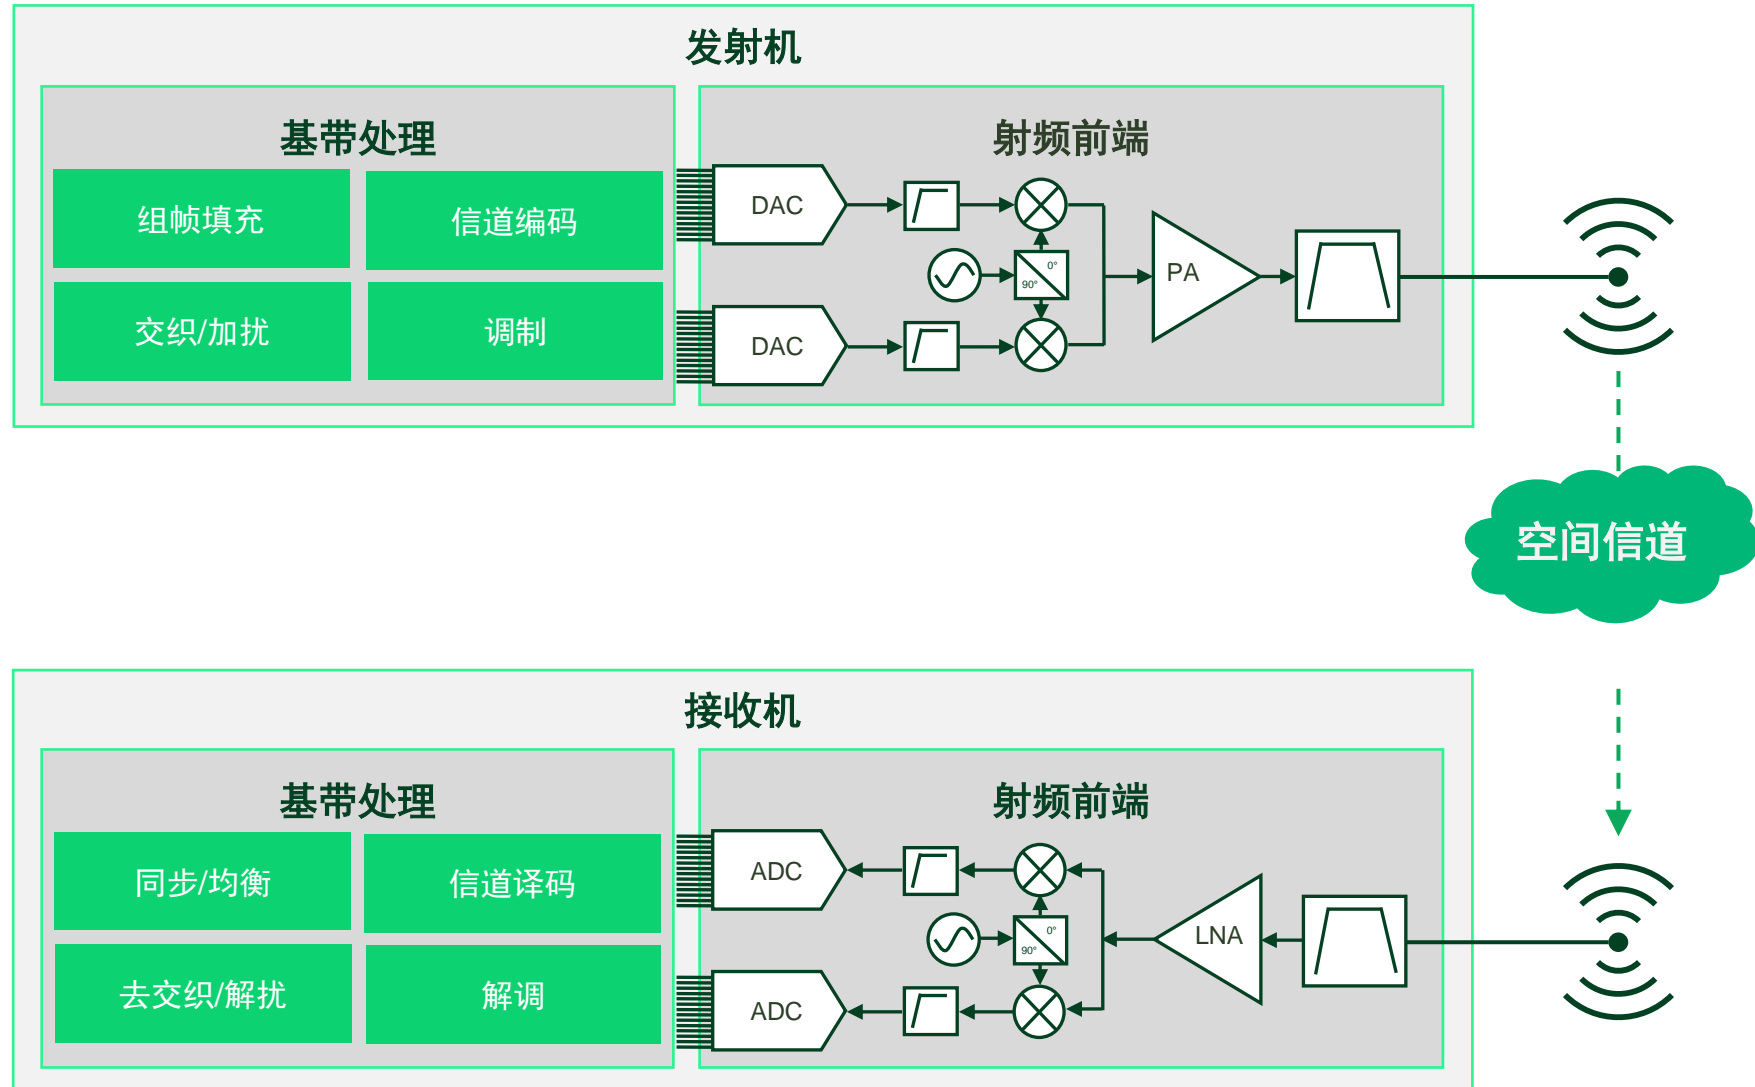 发射机
基带处理
射频前端
组帧填充
信道编码
交织/加扰
调制
DAC
0°
90°
PA
DAC
空间信道
接收机
基带处理
射频前端
同步/均衡
信道译码
去交织/解扰
解调
ADC
0°
90°
LNA
ADC